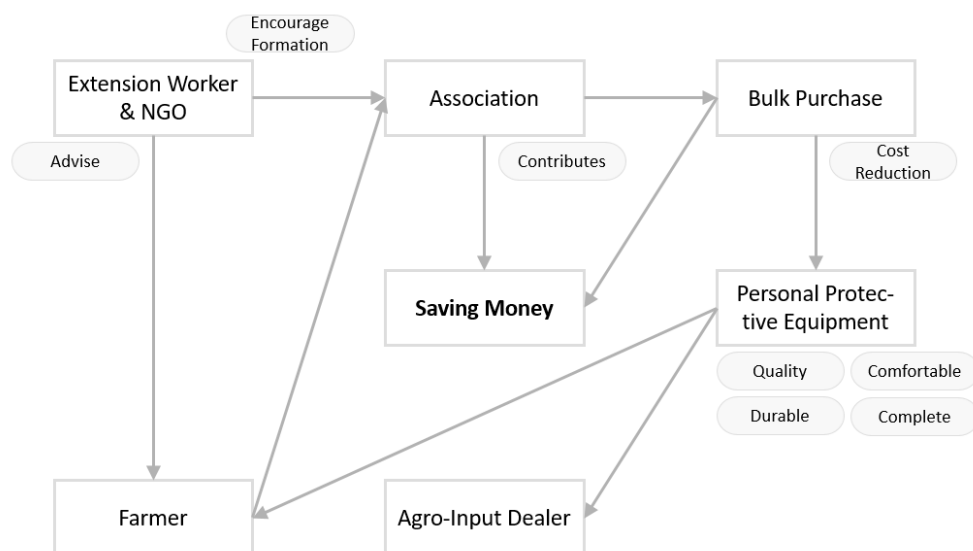 Encourage
Formation
Extension Worker
& NGO
Association
Bulk Purchase
Advise
Contributes
Cost
Reduction
Saving Money
Personal Protec-
tive Equipment
Quality
Comfortable
Durable
Complete
Farmer
Agro-Input Dealer